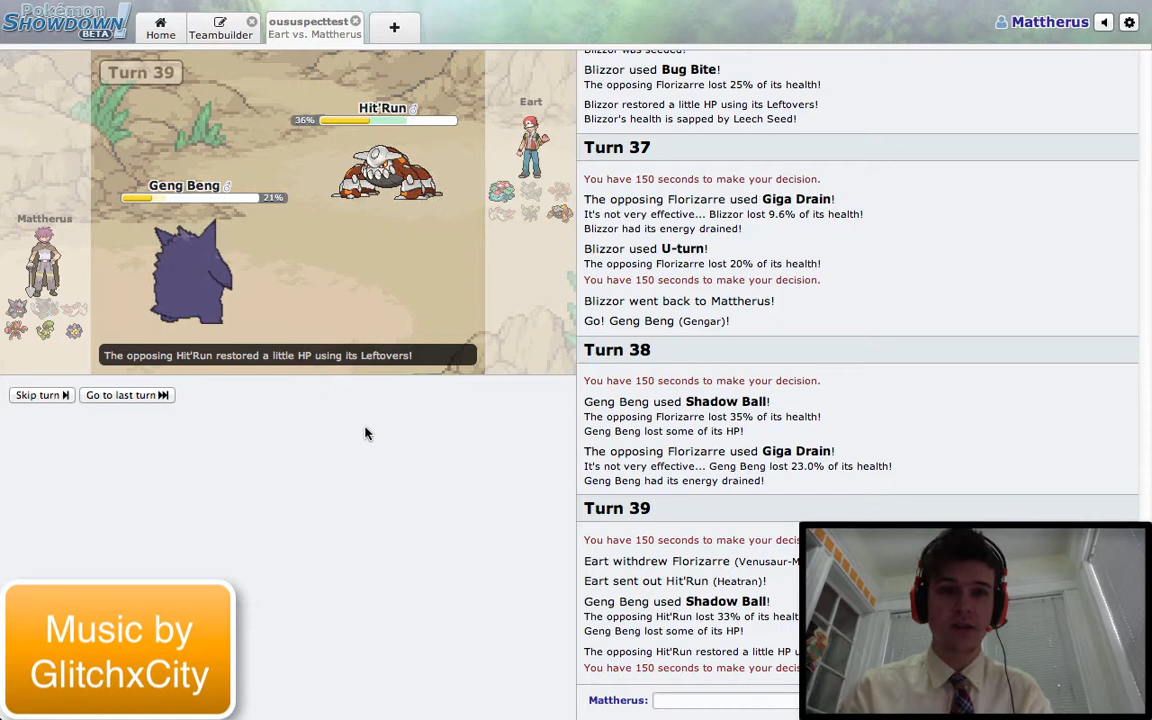 Pokémon
SHOWDOWN!
BETA
Home
Teambuilder
ououspecttest
Eart vs. Mattherus
+
Mattherus
Turn 39
Hit'Run
36%
Eart
Geng Beng
21%
Mattherus
The opposing Hit'Run restored a little HP using its Leftovers!
Skip turn
Go to last turn
Music by
GlitchxCity
Blizzor was seeded!
Blizzor used Bug Bite!
The opposing Florizarre lost 25% of its health!
Blizzor restored a little HP using its Leftovers!
Blizzor's health is sapped by Leech Seed!
Turn 37
You have 150 seconds to make your decision.
The opposing Florizarre used Giga Drain!
It's not very effective... Blizzor lost 9.6% of its health!
Blizzor had its energy drained!
Blizzor used U-turn!
The opposing Florizarre lost 20% of its health!
You have 150 seconds to make your decision.
Blizzor went back to Mattherus!
Go! Geng Beng (Gengar)!
Turn 38
You have 150 seconds to make your decision.
Geng Beng used Shadow Ball!
The opposing Florizarre lost 35% of its health!
Geng Beng lost some of its HP!
The opposing Florizarre used Giga Drain!
It's not very effective... Geng Beng lost 23.0% of its health!
Geng Beng had its energy drained!
Turn 39
You have 150 seconds to make your decis
Eart withdrew Florizarre (Venusaur-M
Eart sent out Hit'Run (Heatran)!
Geng Beng used Shadow Ball!
The opposing Hit'Run lost 33% of its healt
Geng Beng lost some of its HP!
The opposing Hit'Run restored a little HP u
You have 150 seconds to make your decis
Mattherus: